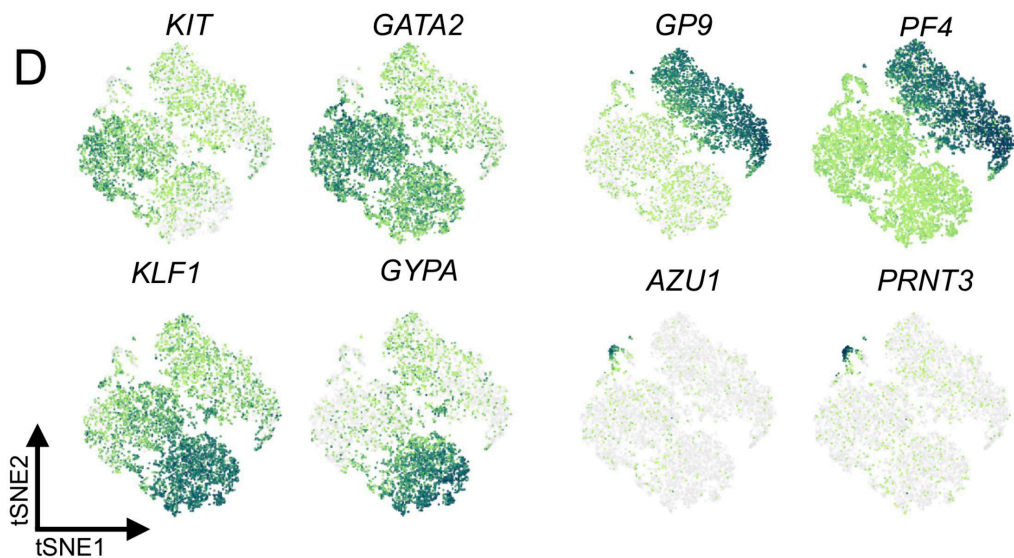 D
KIT GATA2 GP9 PF4
KLF1 GYPA AZU1 PRNT3
tSNE2
tSNE1